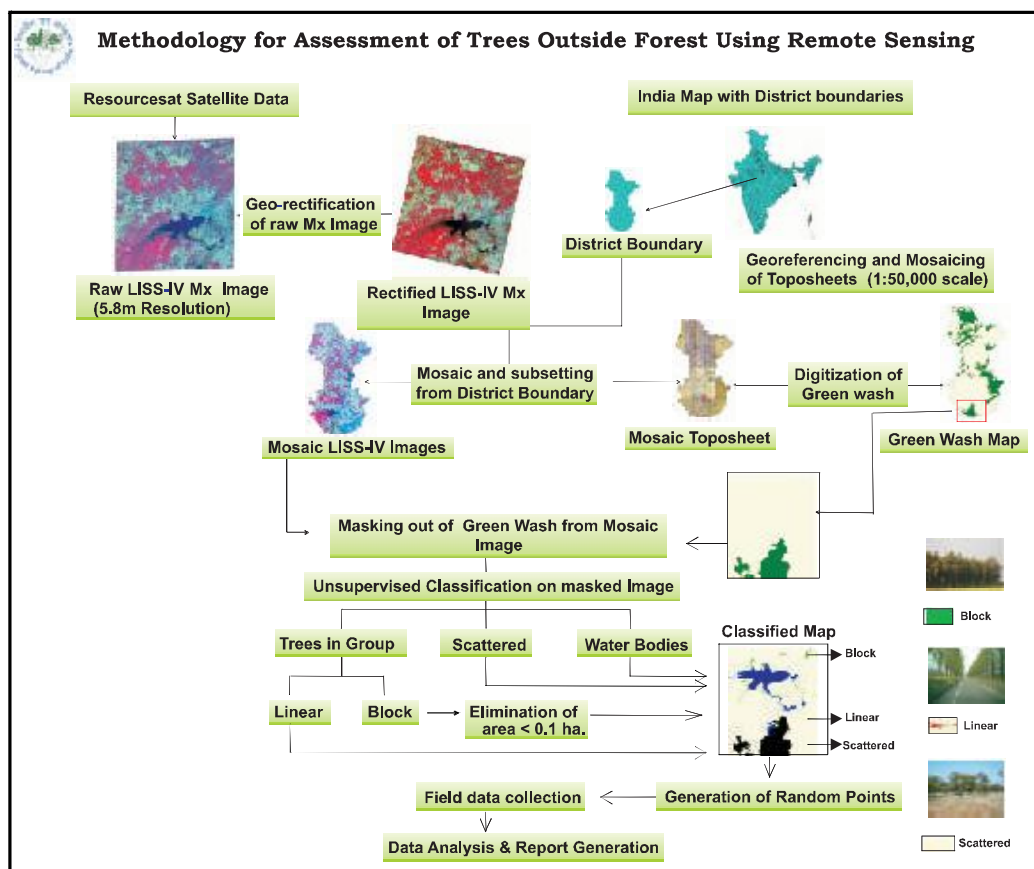 Methodology for Assessment of Trees Outside Forest Using Remote Sensing
Resourcesat Satellite Data
India Map with District boundaries
Geo-rectification
of raw Mx Image
District Boundary
Georeferencing and Mosaicing
of Toposheets (1:50,000 scale)
Raw LISS-IV Mx Image
(5.8m Resolution)
Rectified LISS-IV Mx
Image
Mosaic and subsetting
from District Boundary
Digitization of
Green wash
Mosaic LISS-IV Images
Mosaic Toposheet
Green Wash Map
Masking out of Green Wash from Mosaic
Image
Unsupervised Classification on masked Image
Trees in Group
Scattered
Water Bodies
Classified Map
Block
Linear
Scattered
Linear
Block
Elimination of
area < 0.1 ha.
Block
Linear
Scattered
Field data collection
Generation of Random Points
Data Analysis & Report Generation